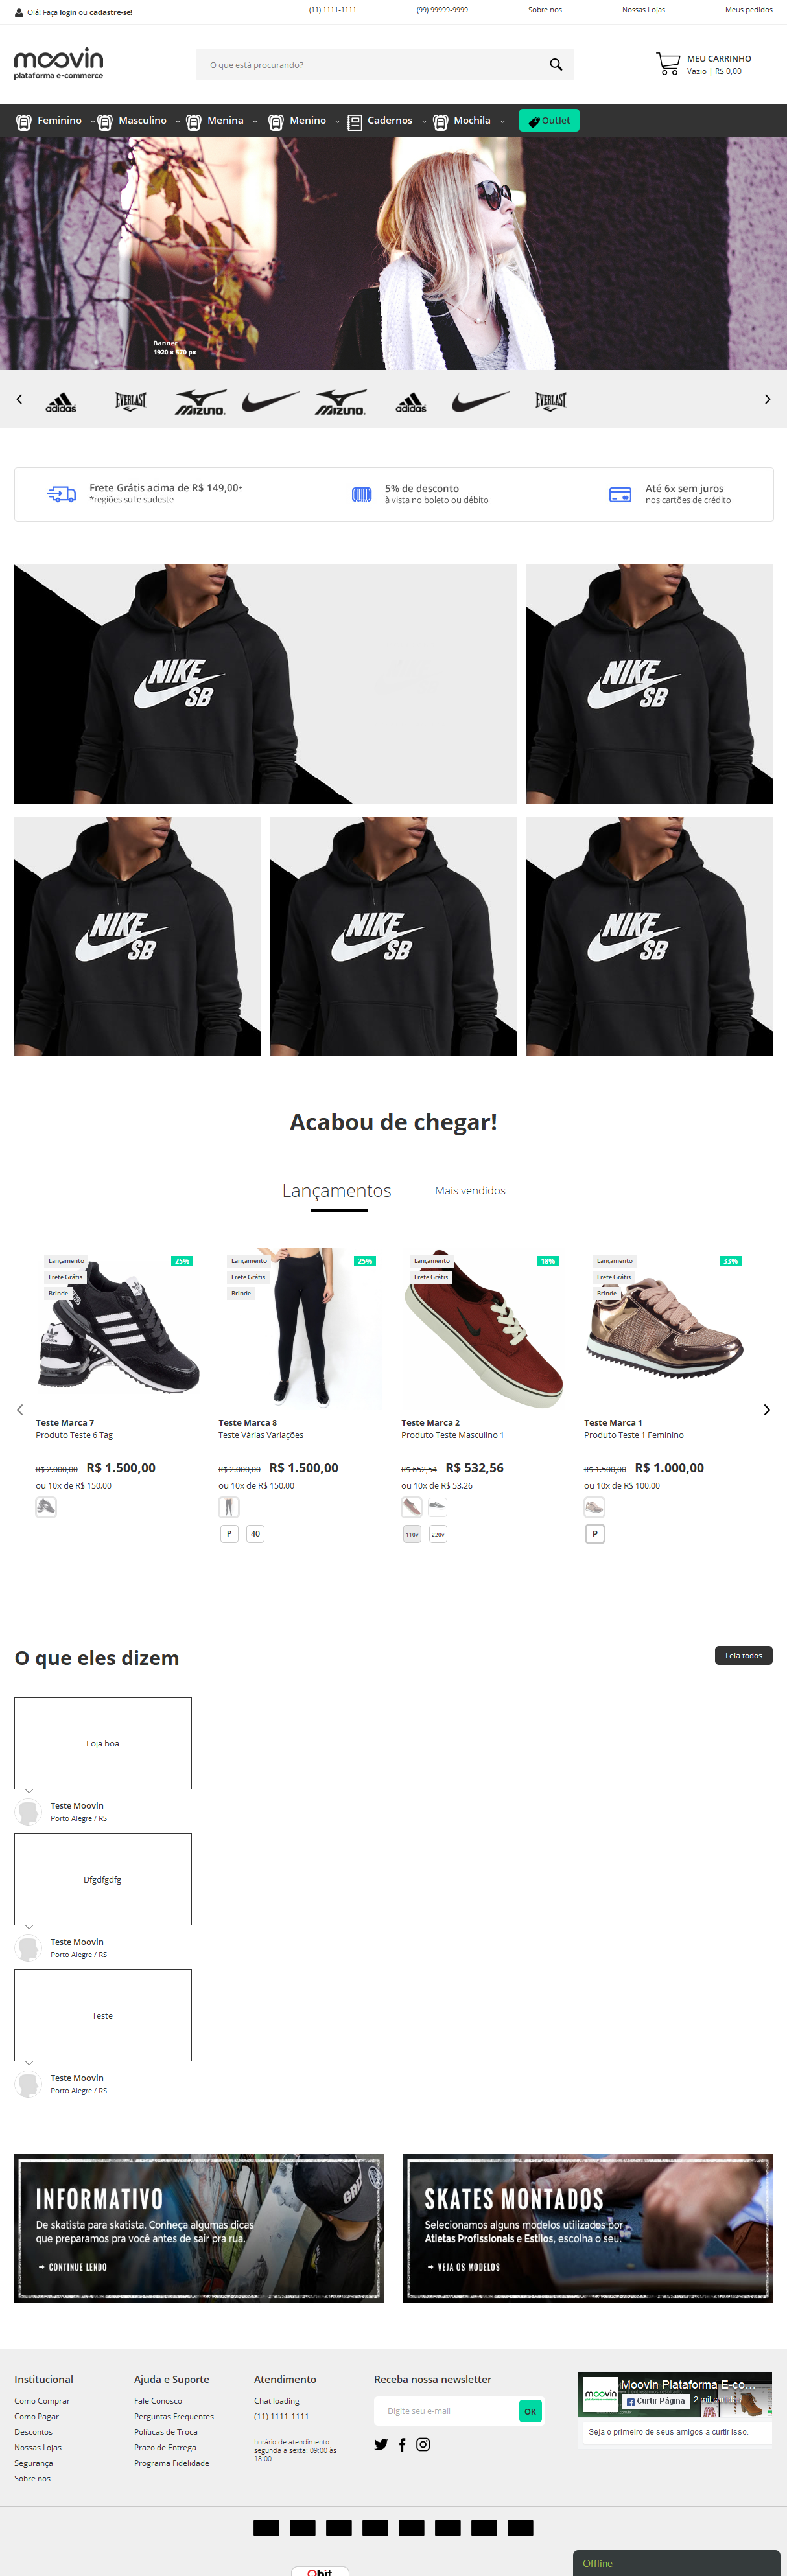 Olá! Faça login ou cadastre-se!
(11) 1111-1111
(99) 99999-9999
Sobre nos
Nossas Lojas
Meus pedidos
moovin
plataforma e-commerce
O que está procurando?
MEU CARRINHO
Vazio | R$ 0,00
Feminino
Masculino
Menina
Menino
Cadernos
Mochila
Outlet
Banner
1920 x 570 px
adidas
EVERLAST
MIZUNO
MIZUNO
adidas
EVERLAST
Frete Grátis acima de R$ 149,00*
*regiões sul e sudeste
5% de desconto
à vista no boleto ou débito
Até 6x sem juros
nos cartões de crédito
NIKE
SB
NIKE
SB
NIKE
SB
NIKE
SB
NIKE
SB
Acabou de chegar!
Lançamentos
Mais vendidos
Lançamento
Frete Grátis
Brinde
25%
Teste Marca 7
Produto Teste 6 Tag
R$ 2.000,00 R$ 1.500,00
ou 10x de R$ 150,00
Lançamento
Frete Grátis
Brinde
25%
Teste Marca 8
Teste Várias Variações
R$ 2.000,00 R$ 1.500,00
ou 10x de R$ 150,00
P
40
Lançamento
Frete Grátis
18%
Teste Marca 2
Produto Teste Masculino 1
R$ 652,54 R$ 532,56
ou 10x de R$ 53,26
110v
220v
Lançamento
Frete Grátis
Brinde
33%
Teste Marca 1
Produto Teste 1 Feminino
R$ 1.500,00 R$ 1.000,00
ou 10x de R$ 100,00
P
O que eles dizem
Leia todos
Loja boa
Teste Moovin
Porto Alegre / RS
Dfgdfgdfg
Teste Moovin
Porto Alegre / RS
Teste
Teste Moovin
Porto Alegre / RS
INFORMATIVO
De skatista para skatista. Conheça algumas dicas
que preparamos pra você antes de sair pra rua.
→ CONTINUE LENDO
SKATES MONTADOS
Selecionamos alguns modelos utilizados por
Atletas Profissionais e Estilos, escolha o seu.
→ VEJA OS MODELOS
Institucional
Como Comprar
Como Pagar
Descontos
Nossas Lojas
Segurança
Sobre nos
Ajuda e Suporte
Fale Conosco
Perguntas Frequentes
Políticas de Troca
Prazo de Entrega
Programa Fidelidade
Atendimento
Chat loading
(11) 1111-1111
horário de atendimento:
segunda a sexta: 09:00 às
18:00
Receba nossa newsletter
Digite seu e-mail
OK
moovin
Moovin Plataforma E-co...
Curtir Página
2 mil curtidas
Seja o primeiro de seus amigos a curtir isso.
Offline